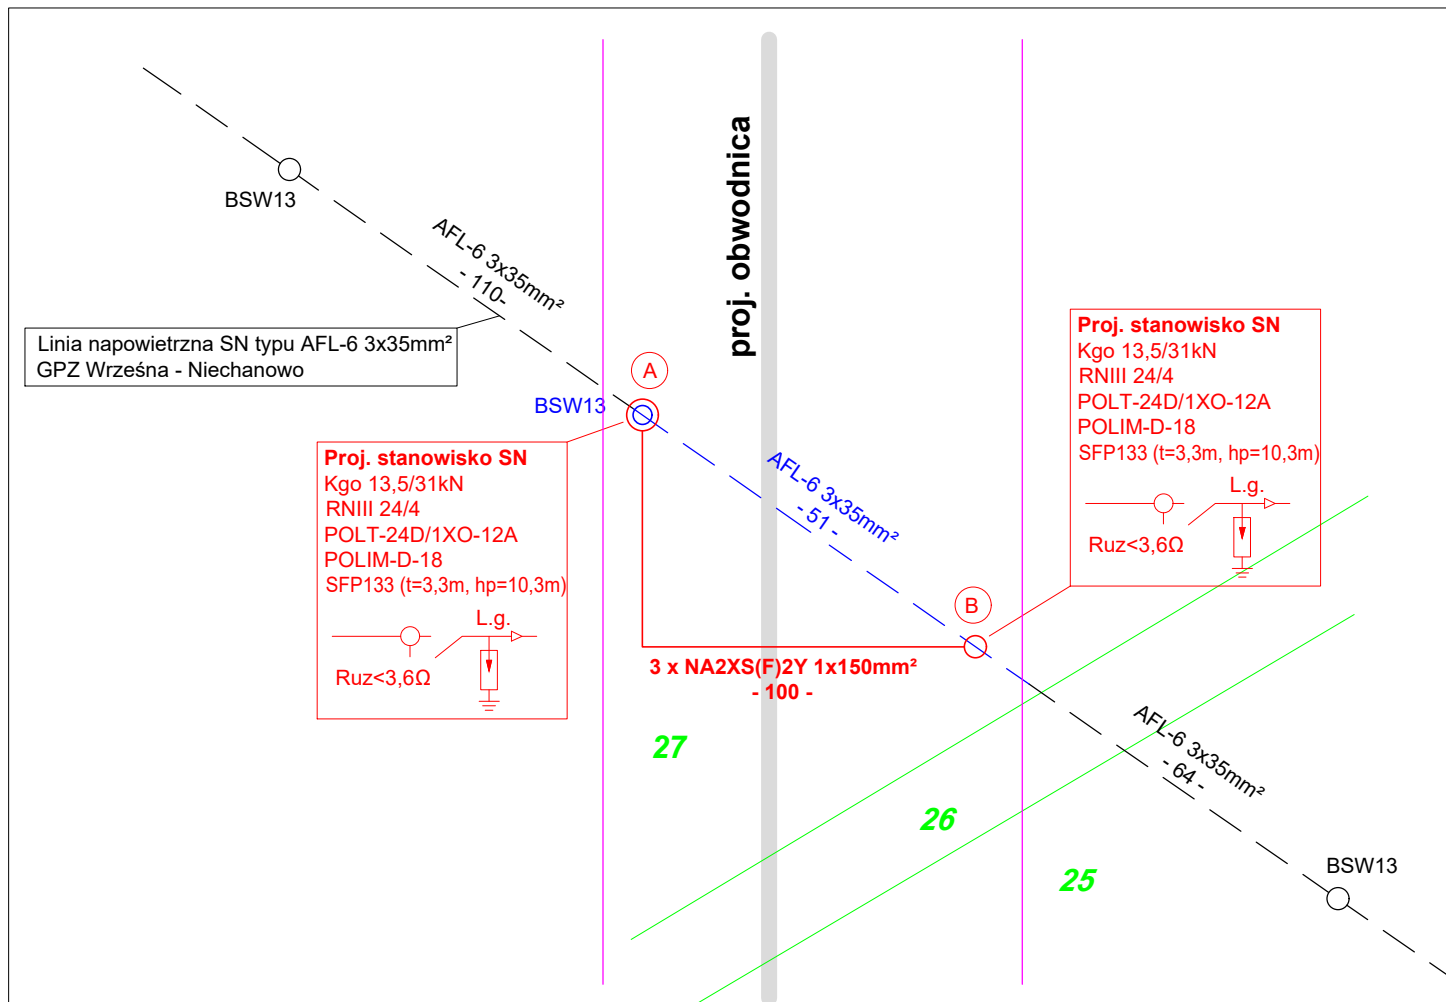 BSW13
AFL-6 3x35mm²
- 110-
proj. obwodnica
Linia napowietrzna SN typu AFL-6 3x35mm²
GPZ Wrześna - Niechanowo
A
BSW13
Proj. stanowisko SN
Kgo 13,5/31kN
RNIII 24/4
POLT-24D/1XO-12A
POLIM-D-18
SFP133 (t=3,3m, hp=10,3m)
L.g.
Ruz<3,6Ω
AFL-6 3x35mm²
- 51 -
Proj. stanowisko SN
Kgo 13,5/31kN
RNIII 24/4
POLT-24D/1XO-12A
POLIM-D-18
SFP133 (t=3,3m, hp=10,3m)
L.g.
Ruz<3,6Ω
B
3 x NA2XS(F)2Y 1x150mm²
- 100 -
27
26
25
AFL-6 3x35mm²
- 64 -
BSW13